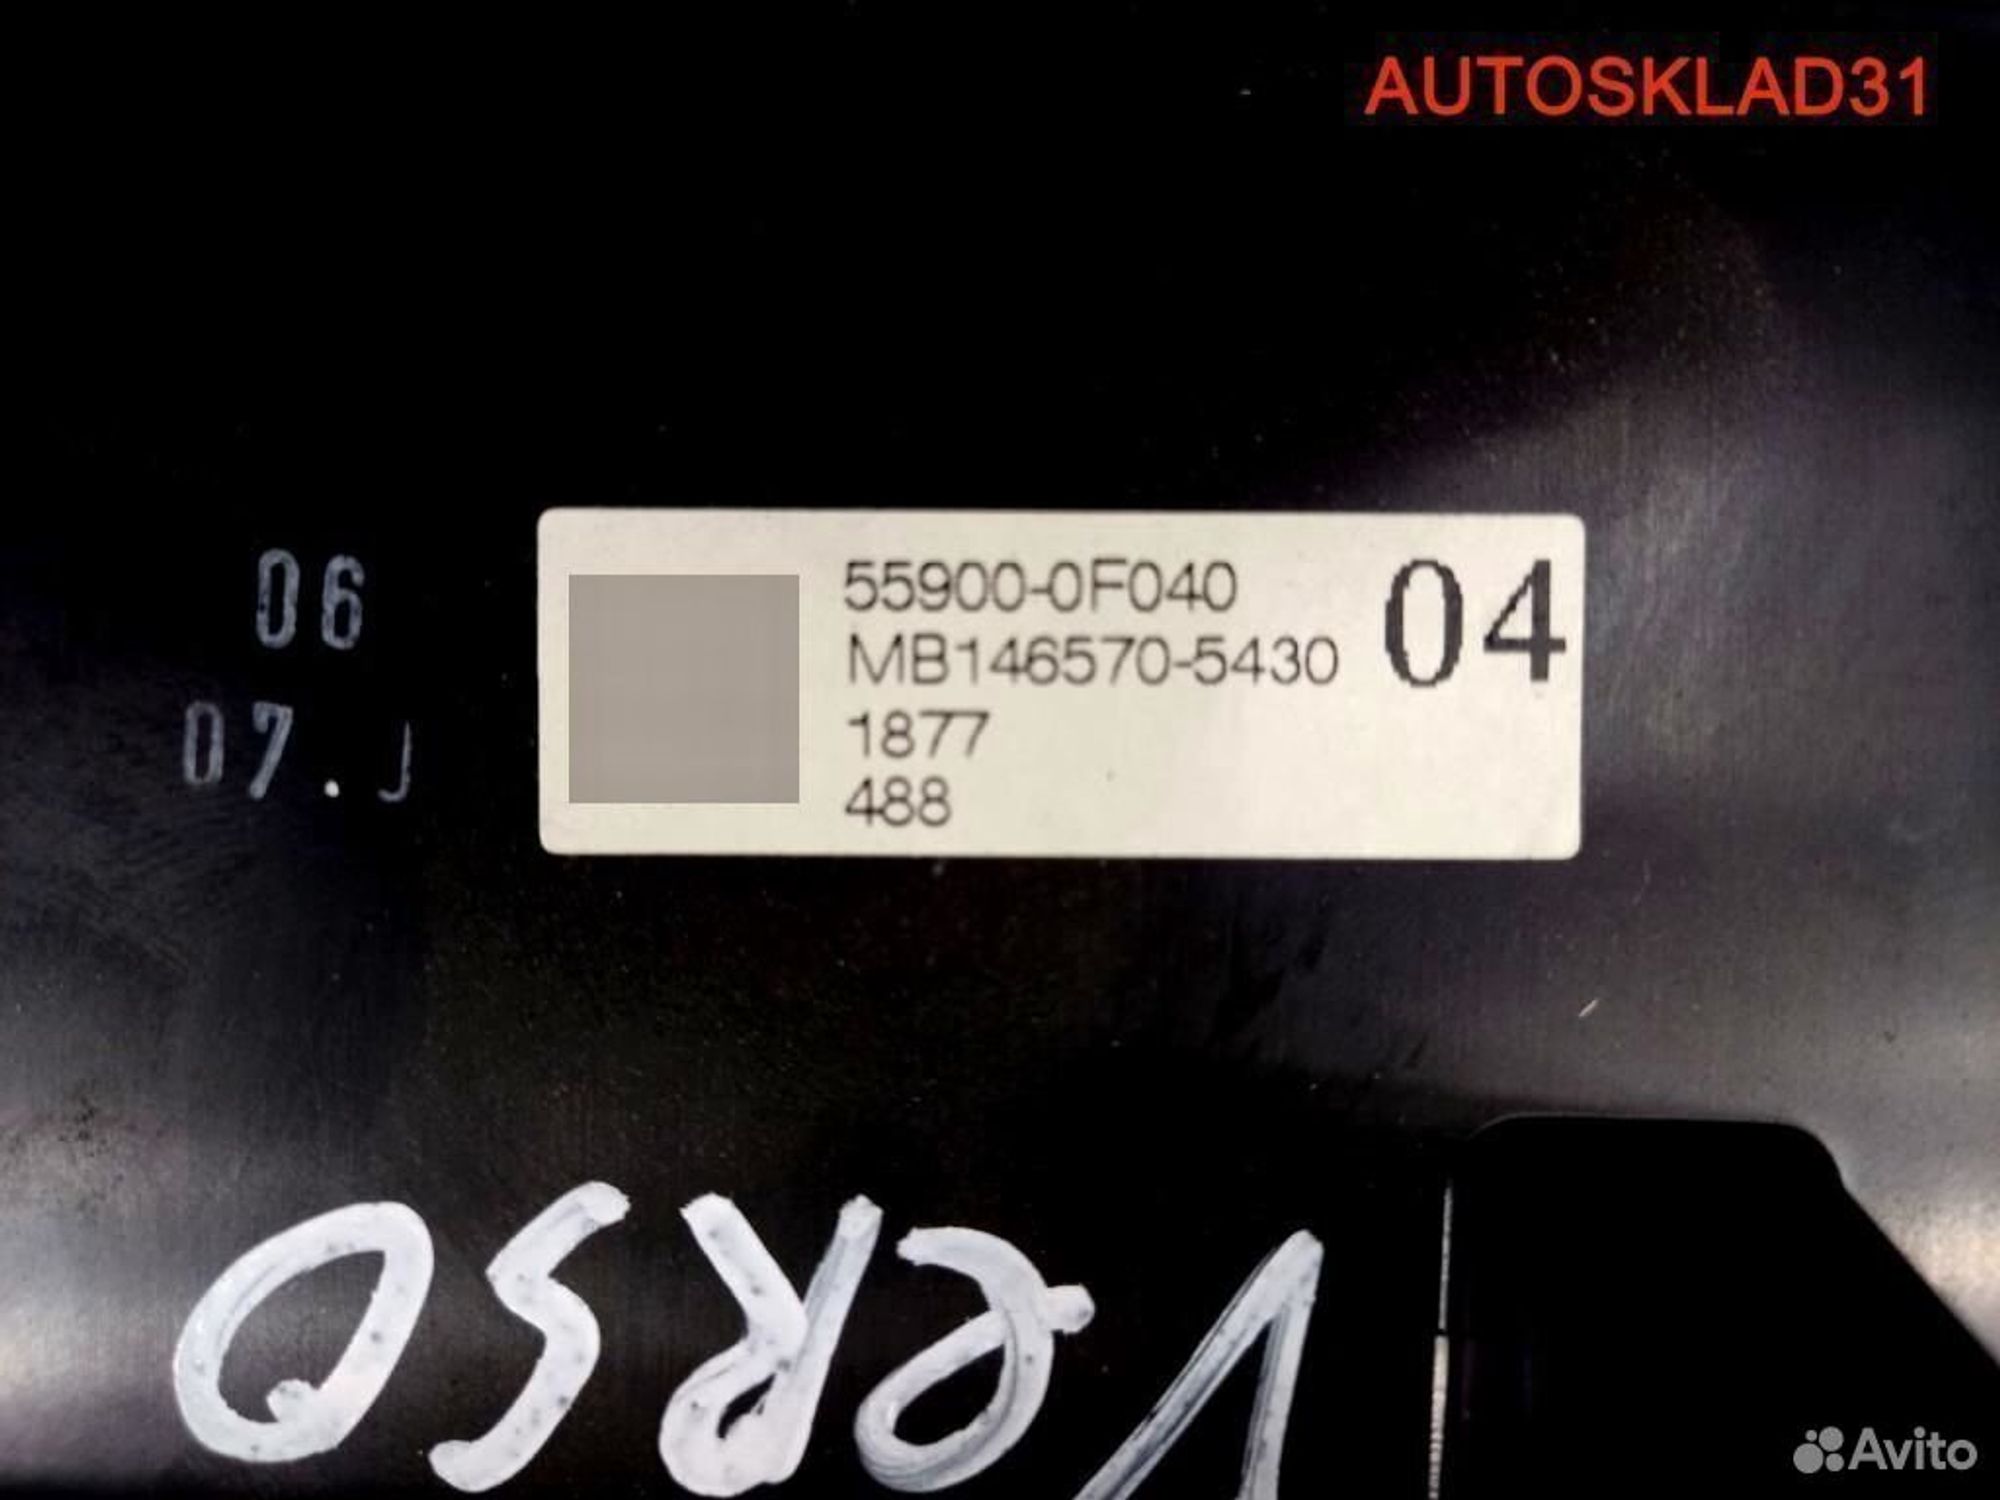 AUTOSKLAD31
06
07.J
55900-0F040
MB146570-5430
1877
488
04
Verso
Avito